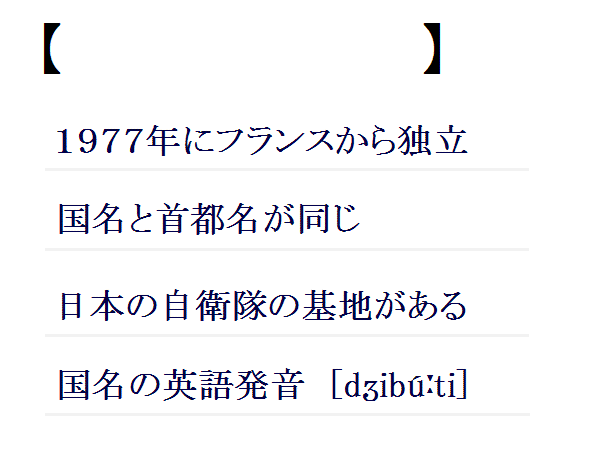 【　　　　　　　　　　】
1977年にフランスから独立
国名と首都名が同じ
日本の自衛隊の基地がある
国名の英語発音　[dʒibúːti]